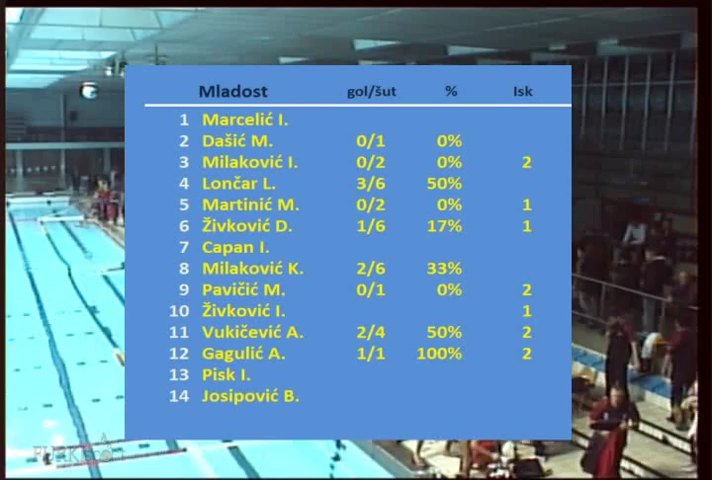 Mladost gol/šut % Isk
1 Marcelić I.
2 Dašić M. 0/1 0%
3 Milaković I. 0/2 0% 2
4 Lončar L. 3/6 50%
5 Martinić M. 0/2 0% 1
6 Živković D. 1/6 17% 1
7 Capan I.
8 Milaković K. 2/6 33%
9 Pavičić M. 0/1 0% 2
10 Živković I. 1
11 Vukičević A. 2/4 50% 2
12 Gagulić A. 1/1 100% 2
13 Pisk I.
14 Josipović B.